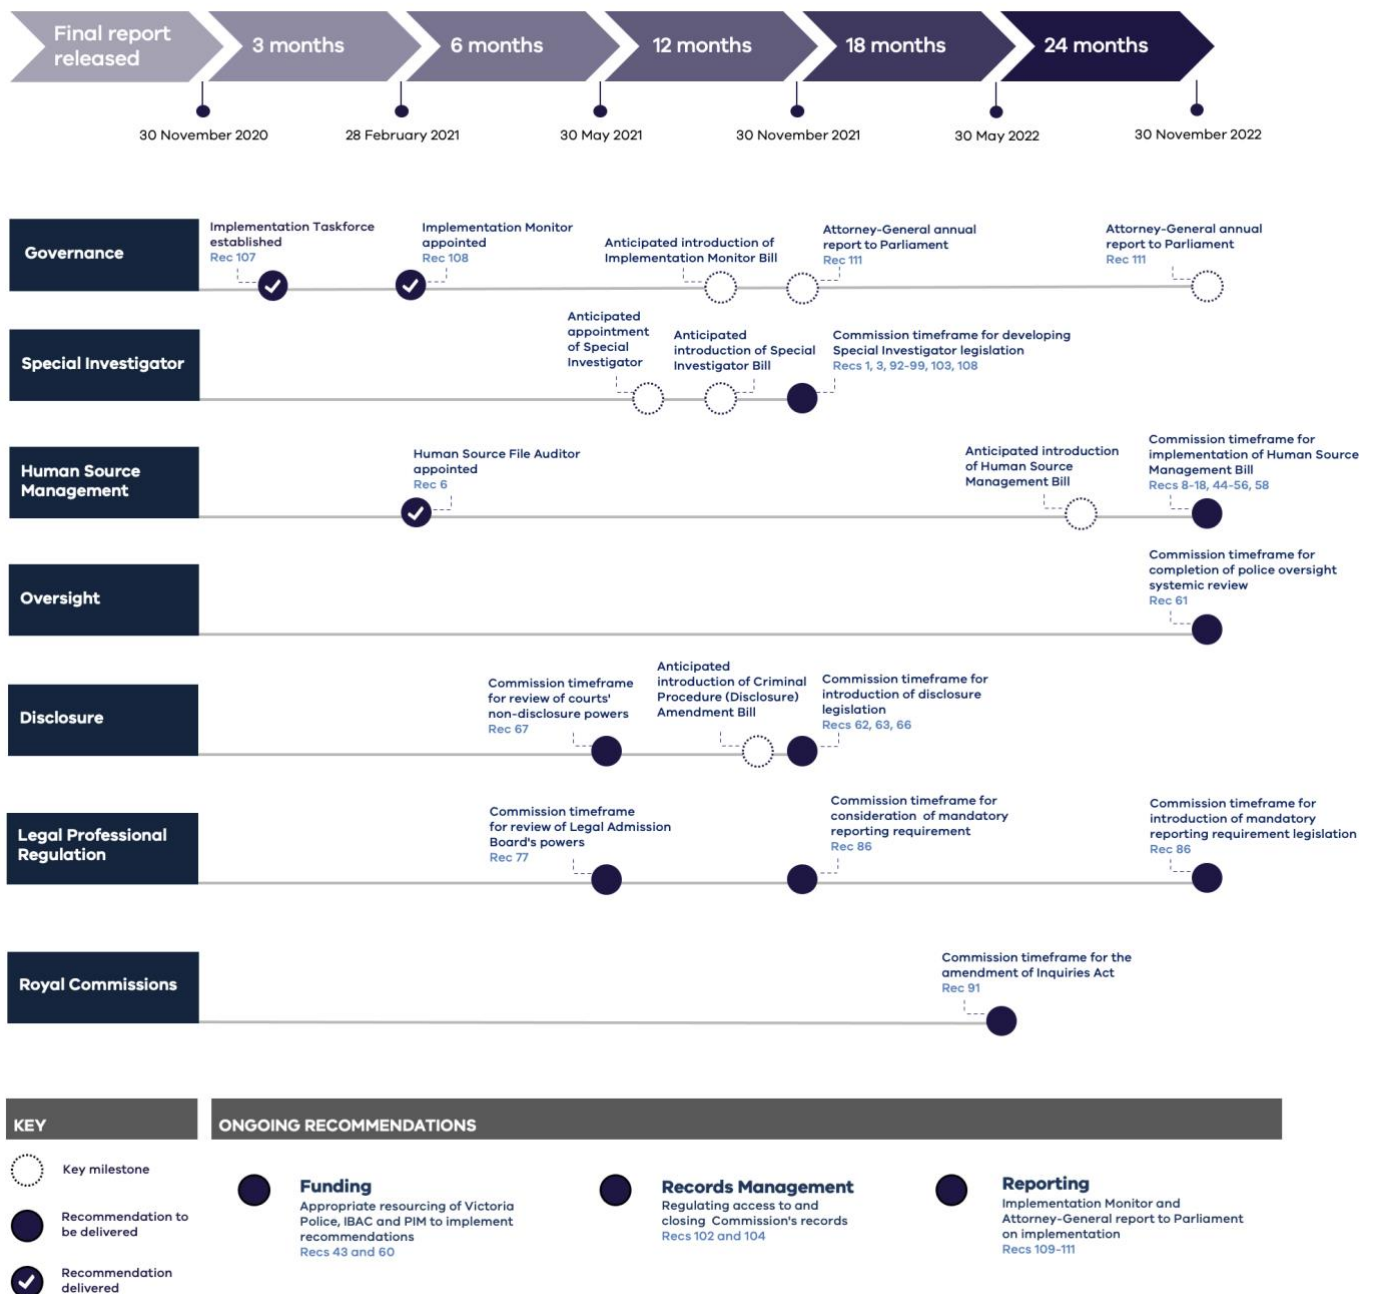 Final report
released
3 months
6 months
12 months
18 months
24 months
30 November 2020
28 February 2021
30 May 2021
30 November 2021
30 May 2022
30 November 2022
Governance
Implementation Taskforce
established
Rec 107
Implementation Monitor
appointed
Rec 108
Anticipated introduction of
Implementation Monitor Bill
Attorney-General annual
report to Parliament
Rec 111
Attorney-General annual
report to Parliament
Rec 111
Special Investigator
Anticipated
appointment
of Special
Investigator
Anticipated
introduction of Special
Investigator Bill
Commission timeframe for developing
Special Investigator legislation
Recs 1, 3, 92-99, 103, 108
Human Source
Management
Human Source File Auditor
appointed
Rec 6
Anticipated introduction
of Human Source
Management Bill
Commission timeframe for
implementation of Human Source
Management Bill
Recs 8-18, 44-56, 58
Oversight
Commission timeframe for
completion of police oversight
systemic review
Rec 61
Disclosure
Commission timeframe
for review of courts'
non-disclosure powers
Rec 67
Anticipated
introduction of Criminal
Procedure (Disclosure)
Amendment Bill
Commission timeframe for
introduction of disclosure
legislation
Recs 62, 63, 66
Legal Professional
Regulation
Commission timeframe
for review of Legal Admission
Board's powers
Rec 77
Commission timeframe for
consideration of mandatory
reporting requirement
Rec 86
Commission timeframe for
introduction of mandatory
reporting requirement legislation
Rec 86
Royal Commissions
Commission timeframe for the
amendment of Inquiries Act
Rec 91
KEY
Key milestone
Recommendation to
be delivered
Recommendation
delivered
ONGOING RECOMMENDATIONS
Funding
Appropriate resourcing of Victoria
Police, IBAC and PIM to implement
recommendations
Recs 43 and 60
Records Management
Regulating access to and
closing Commission's records
Recs 102 and 104
Reporting
Implementation Monitor and
Attorney-General report to Parliament
on implementation
Recs 109-111